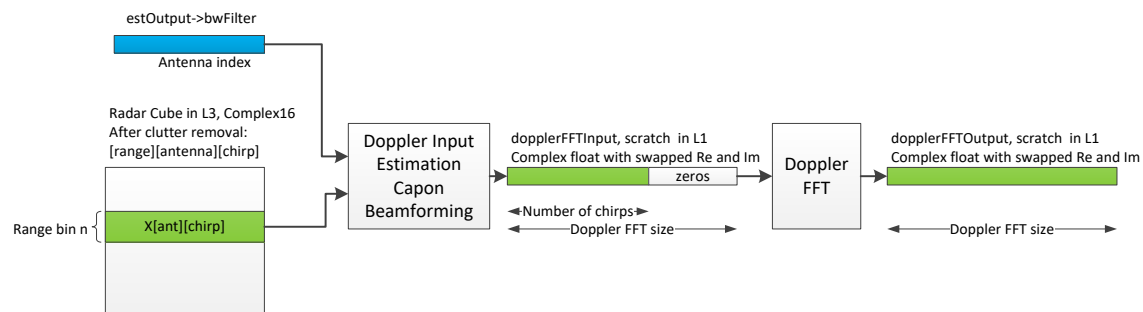 estOutput->bwFilter
Antenna index
Radar Cube in L3, Complex16
After clutter removal:
[range][antenna][chirp]
Range bin n
X[ant][chirp]
Doppler Input
Estimation
Capon
Beamforming
dopplerFFTInput, scratch in L1
Complex float with swapped Re and Im
zeros
Number of chirps
Doppler FFT size
Doppler
FFT
dopplerFFTOutput, scratch in L1
Complex float with swapped Re and Im
Doppler FFT size